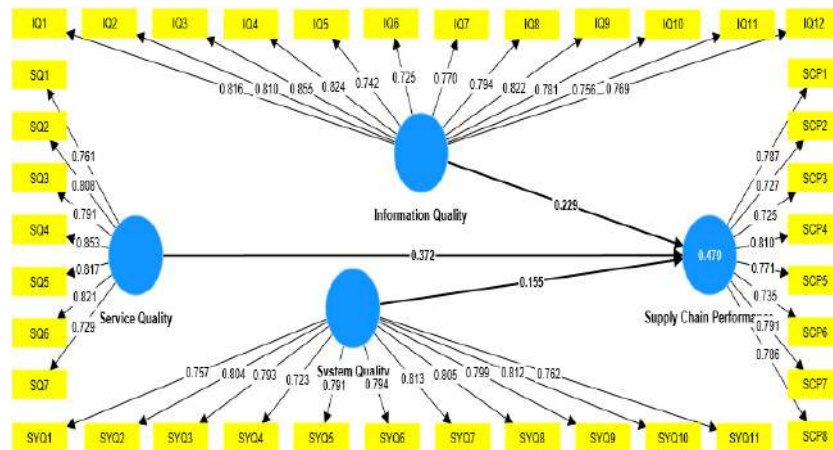 IQ1 IQ2 IQ3 IQ4 IQ5 IQ6 IQ7 IQ8 IQ9 IQ10 IQ11 IQ12
0.816 0.810 0.855 0.824 0.742 0.725 0.770 0.794 0.822 0.781 0.756 0.769
Information Quality
SQ1
SQ2
SQ3
SQ4
SQ5
SQ6
SQ7
0.761
0.808
0.791
0.853
0.817
0.821
0.729
Service Quality
0.229
0.372
0.155
SCP1
SCP2
SCP3
SCP4
SCP5
SCP6
SCP7
SCP8
0.787
0.727
0.725
0.810
0.771
0.735
0.791
0.786
0.479
Supply Chain Performance
System Quality
0.757 0.804 0.793 0.723 0.791 0.794 0.813 0.805 0.799 0.812 0.762
SYQ1 SYQ2 SYQ3 SYQ4 SYQ5 SYQ6 SYQ7 SYQ8 SYQ9 SYQ10 SYQ11